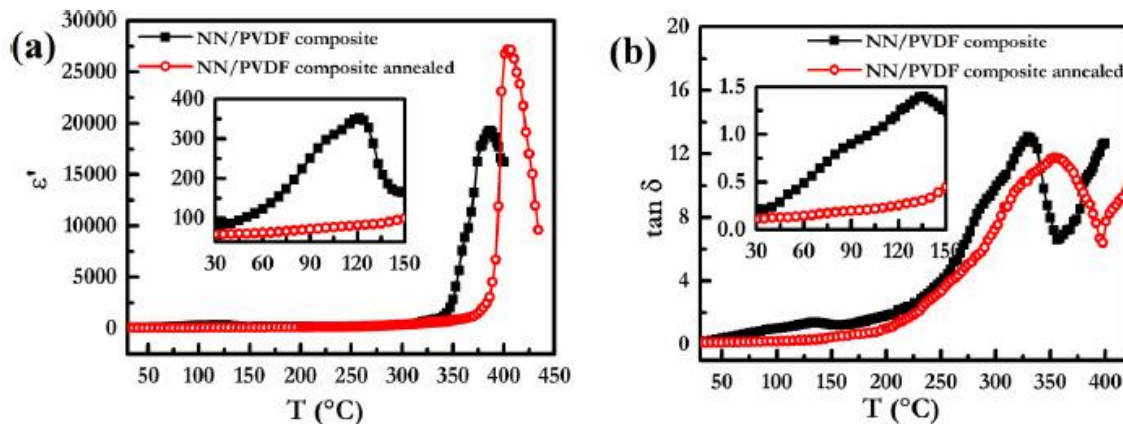 (a)
NN/PVDF composite
NN/PVDF composite annealed
ε'
30000
25000
20000
15000
10000
5000
0
50 100 150 200 250 300 350 400 450
T (°C)
400
300
200
100
30 60 90 120 150
(b)
NN/PVDF composite
NN/PVDF composite annealed
tan δ
20
16
12
8
4
0
50 100 150 200 250 300 350 400
T (°C)
1.5
1.0
0.5
0.0
30 60 90 120 150